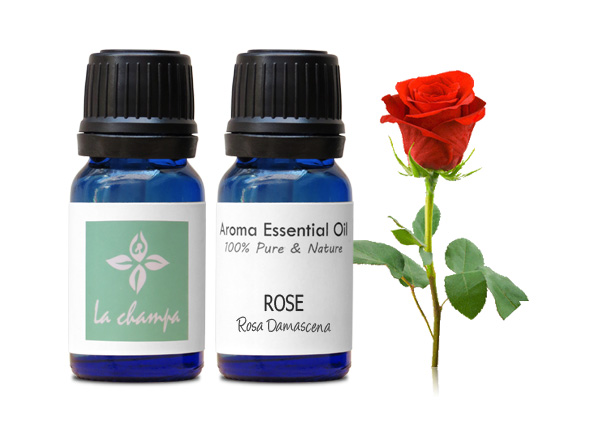 La champa
Aroma Essential Oil
100% Pure & Nature
ROSE
Rosa Damascena